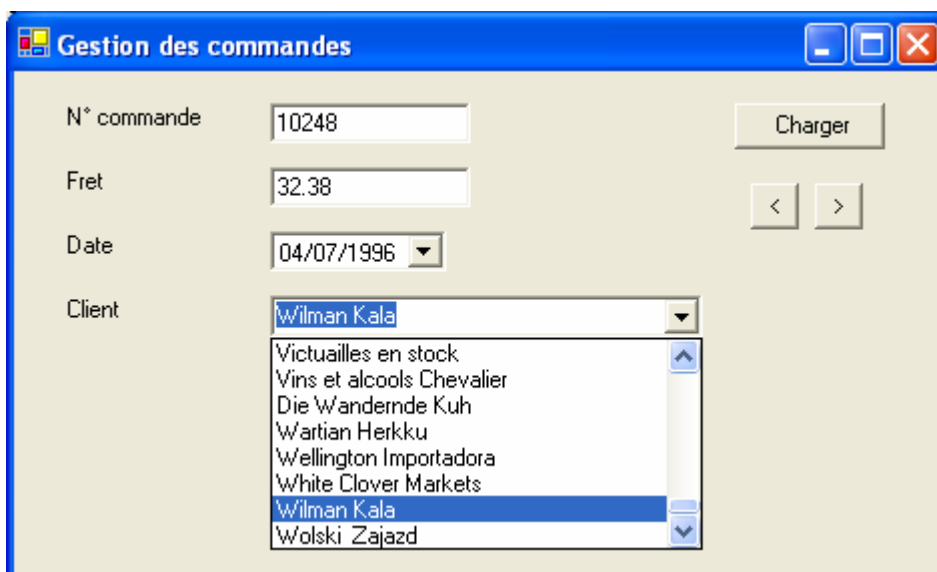 Gestion des commandes
N° commande
10248
Charger
Fret
32.38
< >
Date
04/07/1996
Client
Wilman Kala
Victuailles en stock
Vins et alcools Chevalier
Die Wandernde Kuh
Wartian Herkku
Wellington Importadora
White Clover Markets
Wilman Kala
Wolski Zajazd